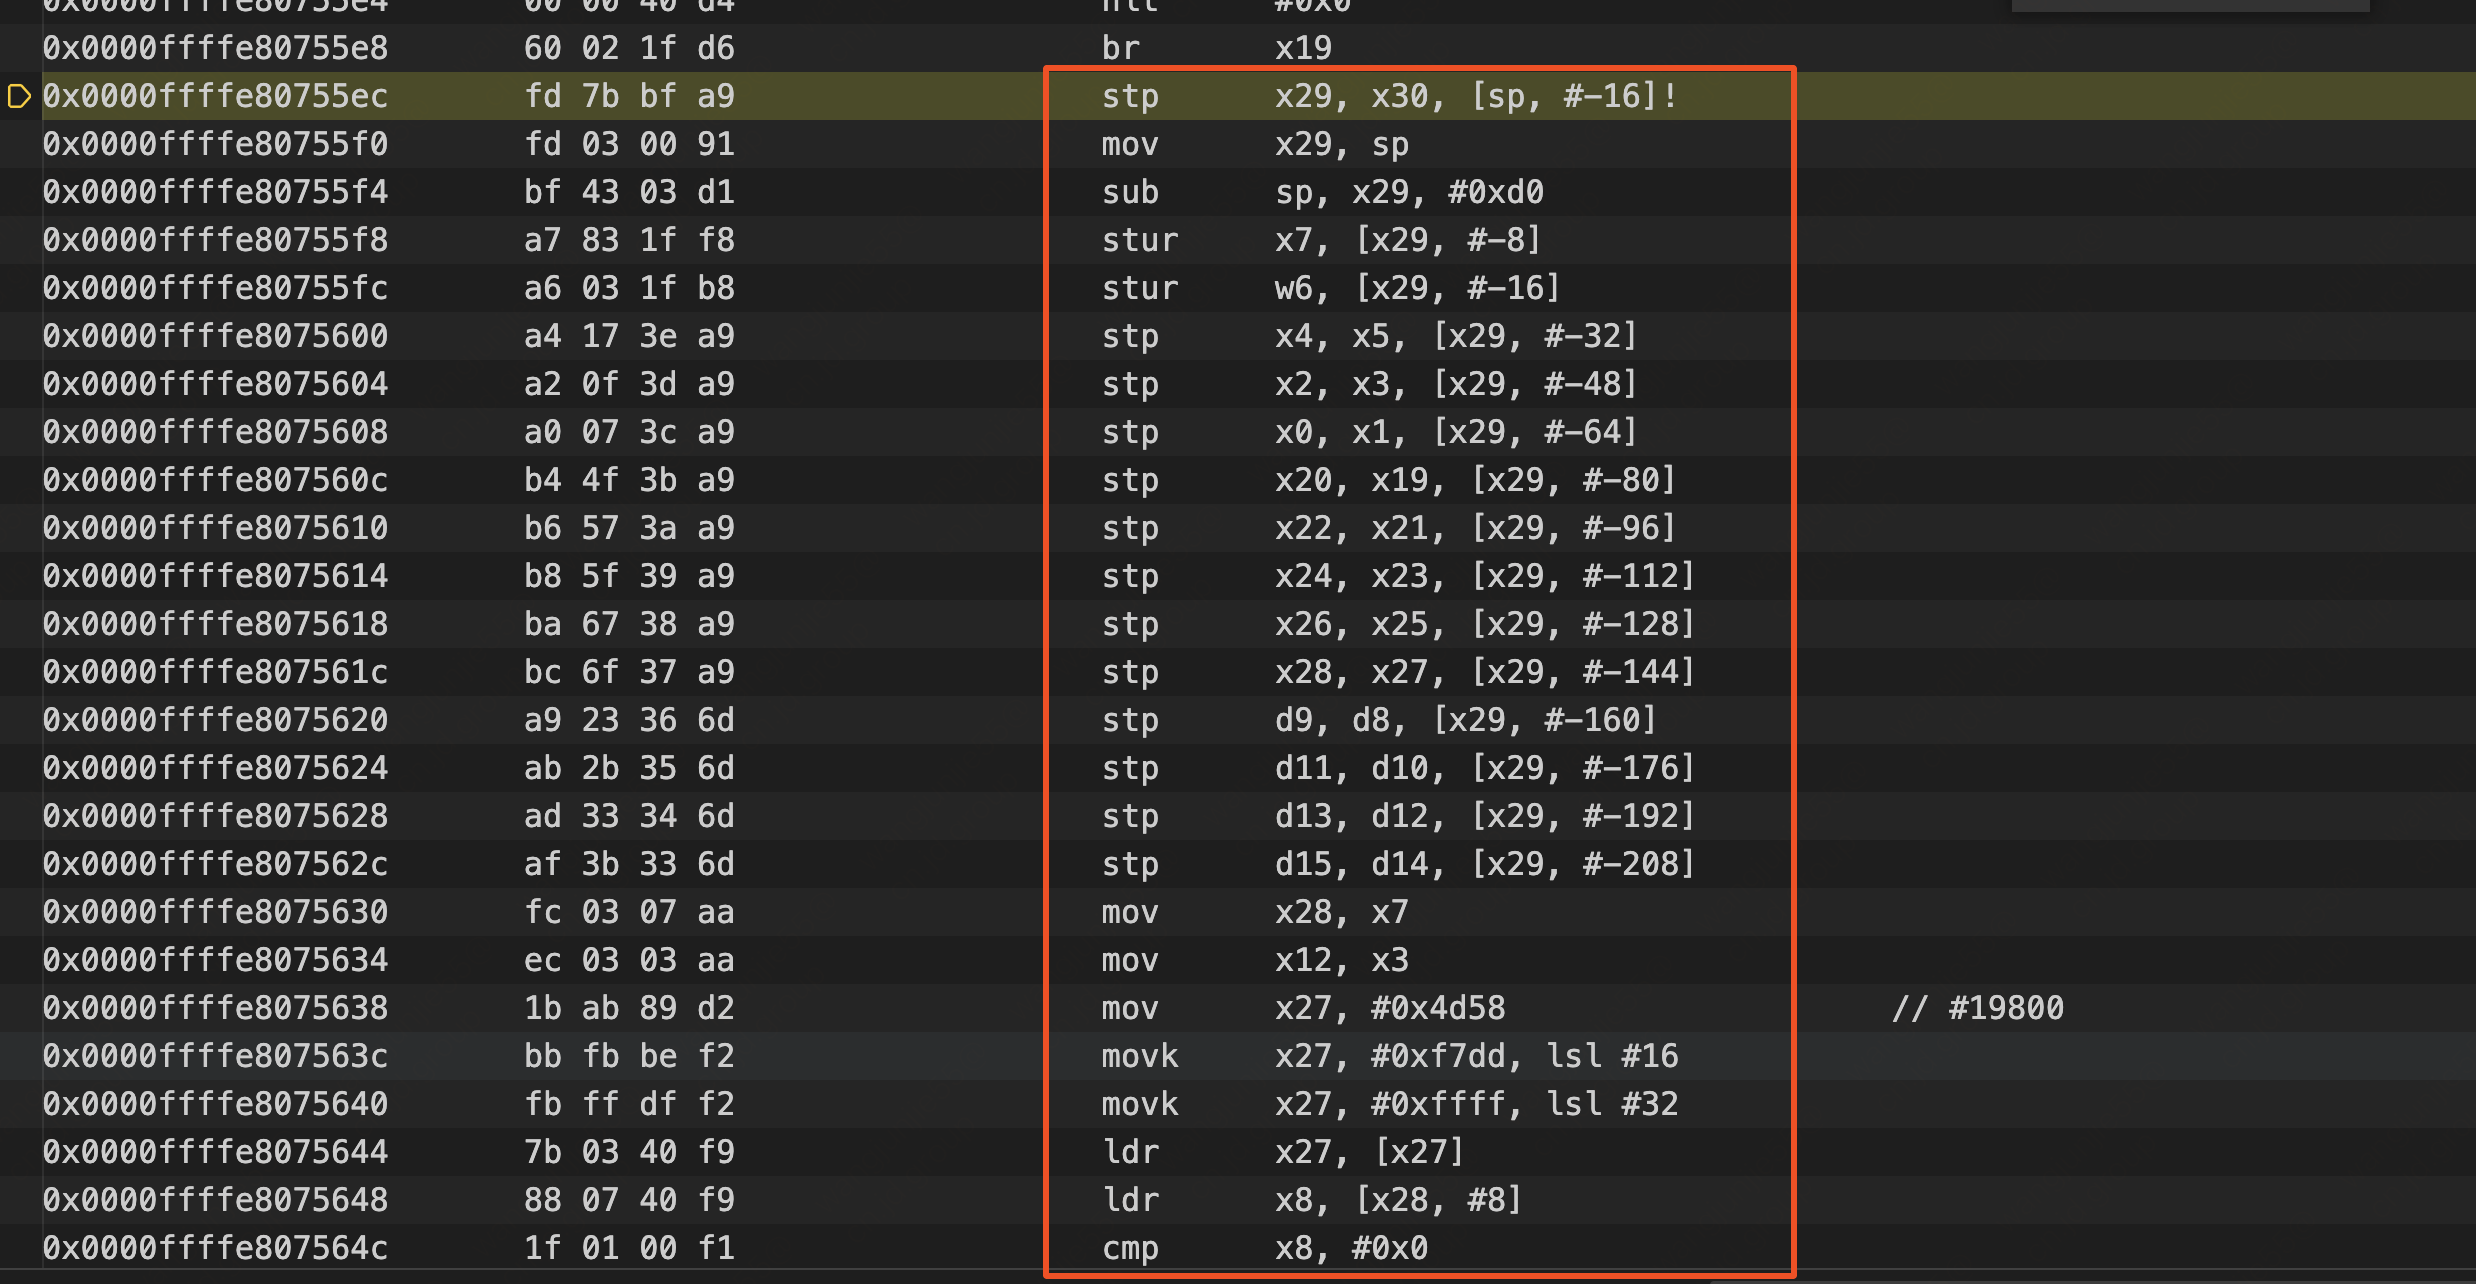 0x0000ffffe80755e4 00 00 40 d4 hlt #0x0
0x0000ffffe80755e8 60 02 1f d6 br x19
0x0000ffffe80755ec fd 7b bf a9 stp x29, x30, [sp, #-16]!
0x0000ffffe80755f0 fd 03 00 91 mov x29, sp
0x0000ffffe80755f4 bf 43 03 d1 sub sp, x29, #0xd0
0x0000ffffe80755f8 a7 83 1f f8 stur x7, [x29, #-8]
0x0000ffffe80755fc a6 03 1f b8 stur w6, [x29, #-16]
0x0000ffffe8075600 a4 17 3e a9 stp x4, x5, [x29, #-32]
0x0000ffffe8075604 a2 0f 3d a9 stp x2, x3, [x29, #-48]
0x0000ffffe8075608 a0 07 3c a9 stp x0, x1, [x29, #-64]
0x0000ffffe807560c b4 4f 3b a9 stp x20, x19, [x29, #-80]
0x0000ffffe8075610 b6 57 3a a9 stp x22, x21, [x29, #-96]
0x0000ffffe8075614 b8 5f 39 a9 stp x24, x23, [x29, #-112]
0x0000ffffe8075618 ba 67 38 a9 stp x26, x25, [x29, #-128]
0x0000ffffe807561c bc 6f 37 a9 stp x28, x27, [x29, #-144]
0x0000ffffe8075620 a9 23 36 6d stp d9, d8, [x29, #-160]
0x0000ffffe8075624 ab 2b 35 6d stp d11, d10, [x29, #-176]
0x0000ffffe8075628 ad 33 34 6d stp d13, d12, [x29, #-192]
0x0000ffffe807562c af 3b 33 6d stp d15, d14, [x29, #-208]
0x0000ffffe8075630 fc 03 07 aa mov x28, x7
0x0000ffffe8075634 ec 03 03 aa mov x12, x3
0x0000ffffe8075638 1b ab 89 d2 mov x27, #0x4d58 // #19800
0x0000ffffe807563c bb fb be f2 movk x27, #0xf7dd, lsl #16
0x0000ffffe8075640 fb ff df f2 movk x27, #0xffff, lsl #32
0x0000ffffe8075644 7b 03 40 f9 ldr x27, [x27]
0x0000ffffe8075648 88 07 40 f9 ldr x8, [x28, #8]
0x0000ffffe807564c 1f 01 00 f1 cmp x8, #0x0